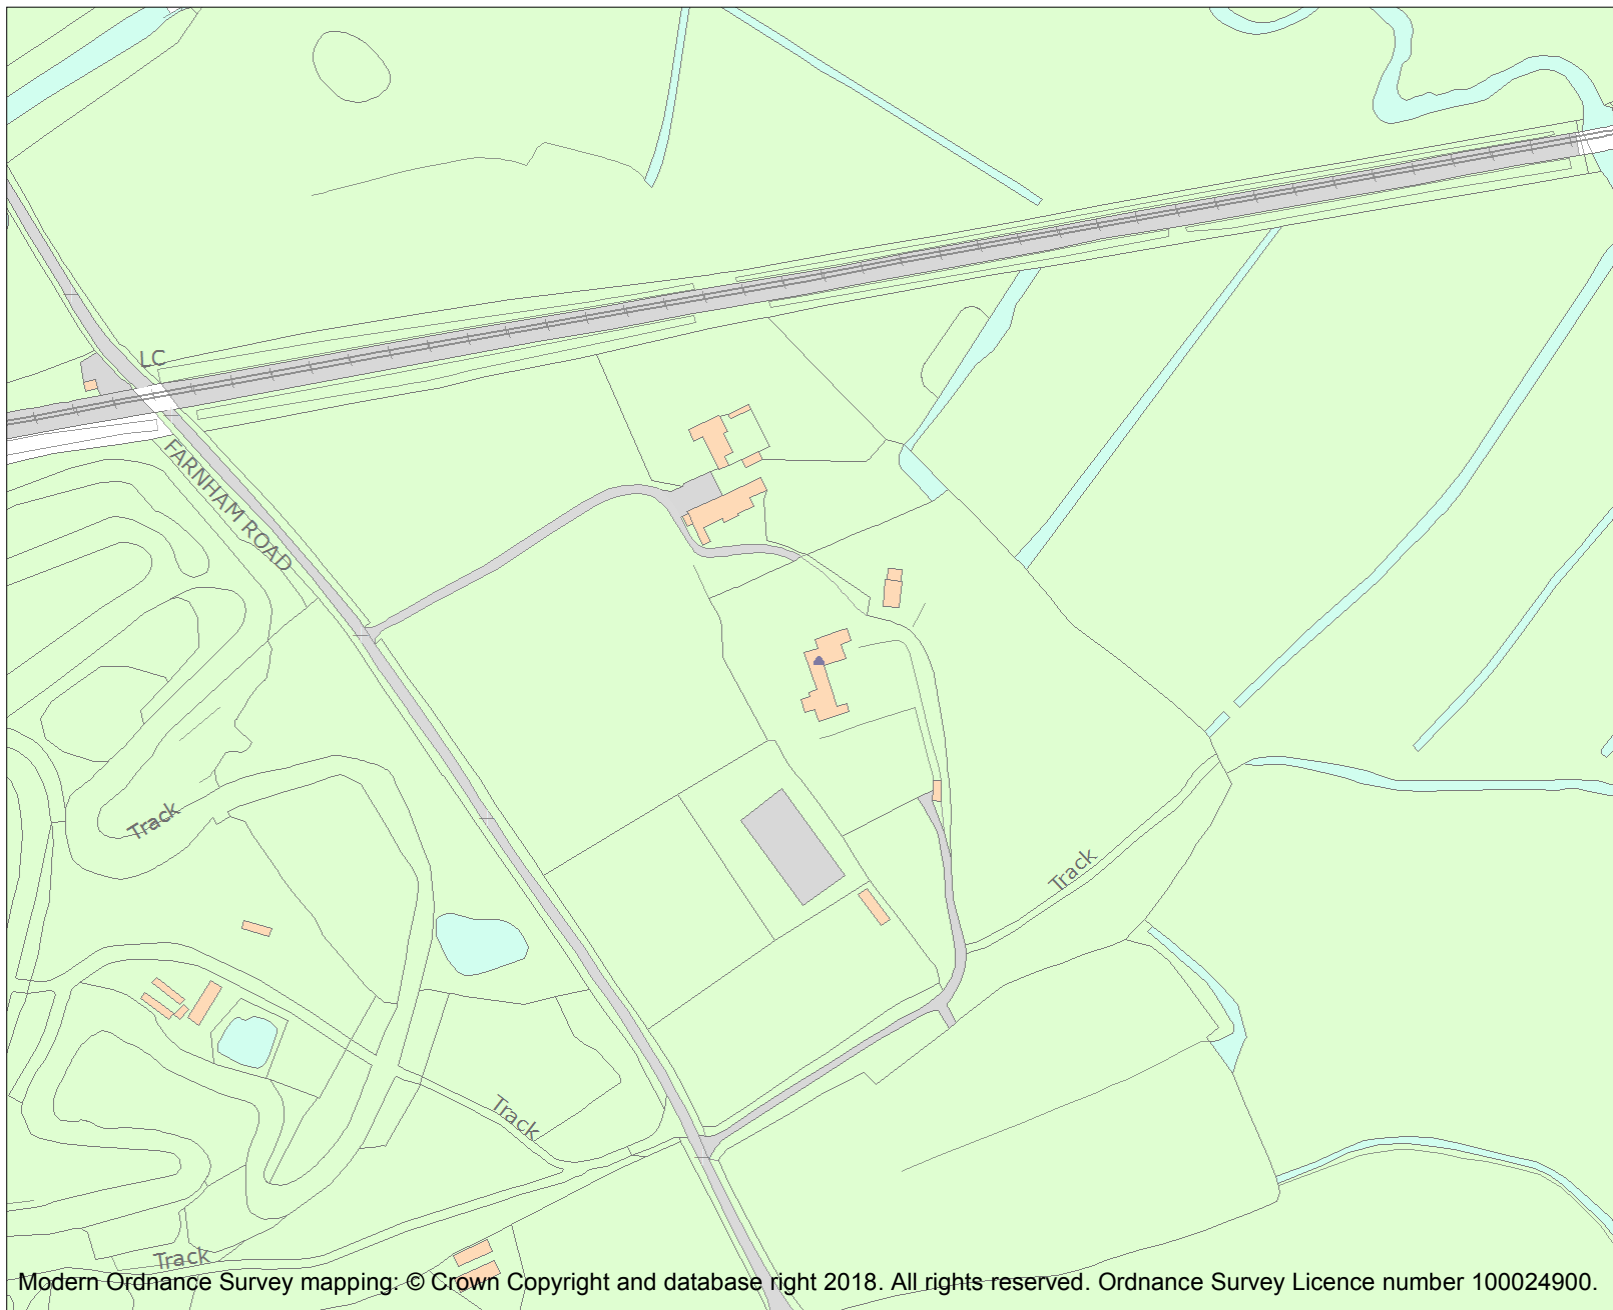 LC
FARNHAM ROAD
Track
Track
Track
Track
Modern Ordnance Survey mapping: © Crown Copyright and database right 2018. All rights reserved. Ordnance Survey Licence number 100024900.